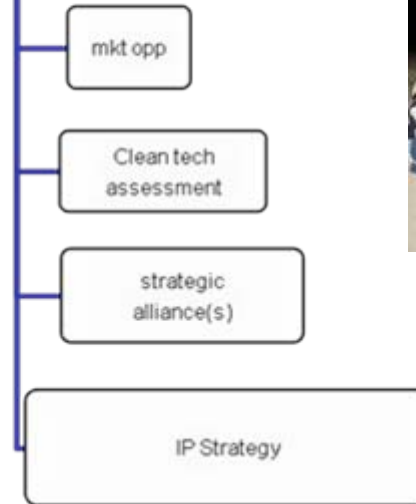 mkt opp
Clean tech
assessment
strategic
alliance(s)
IP Strategy